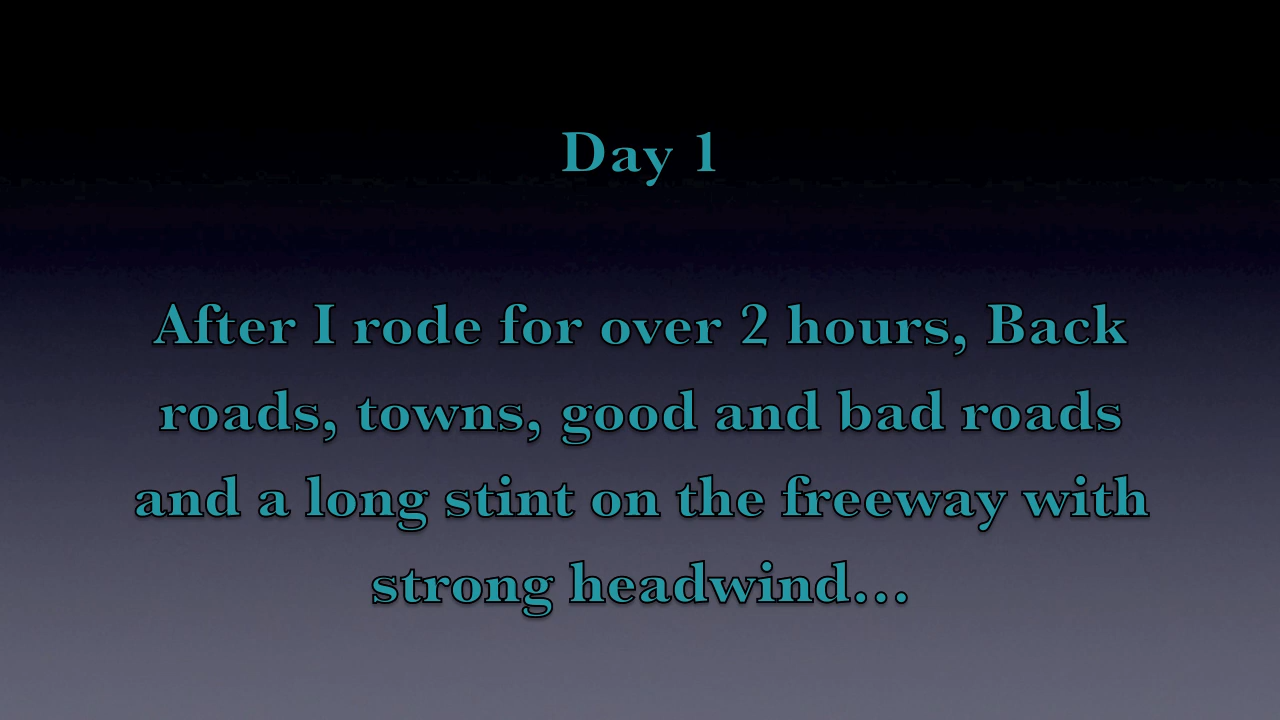 Day 1
After I rode for over 2 hours, Back
roads, towns, good and bad roads
and a long stint on the freeway with
strong headwind...